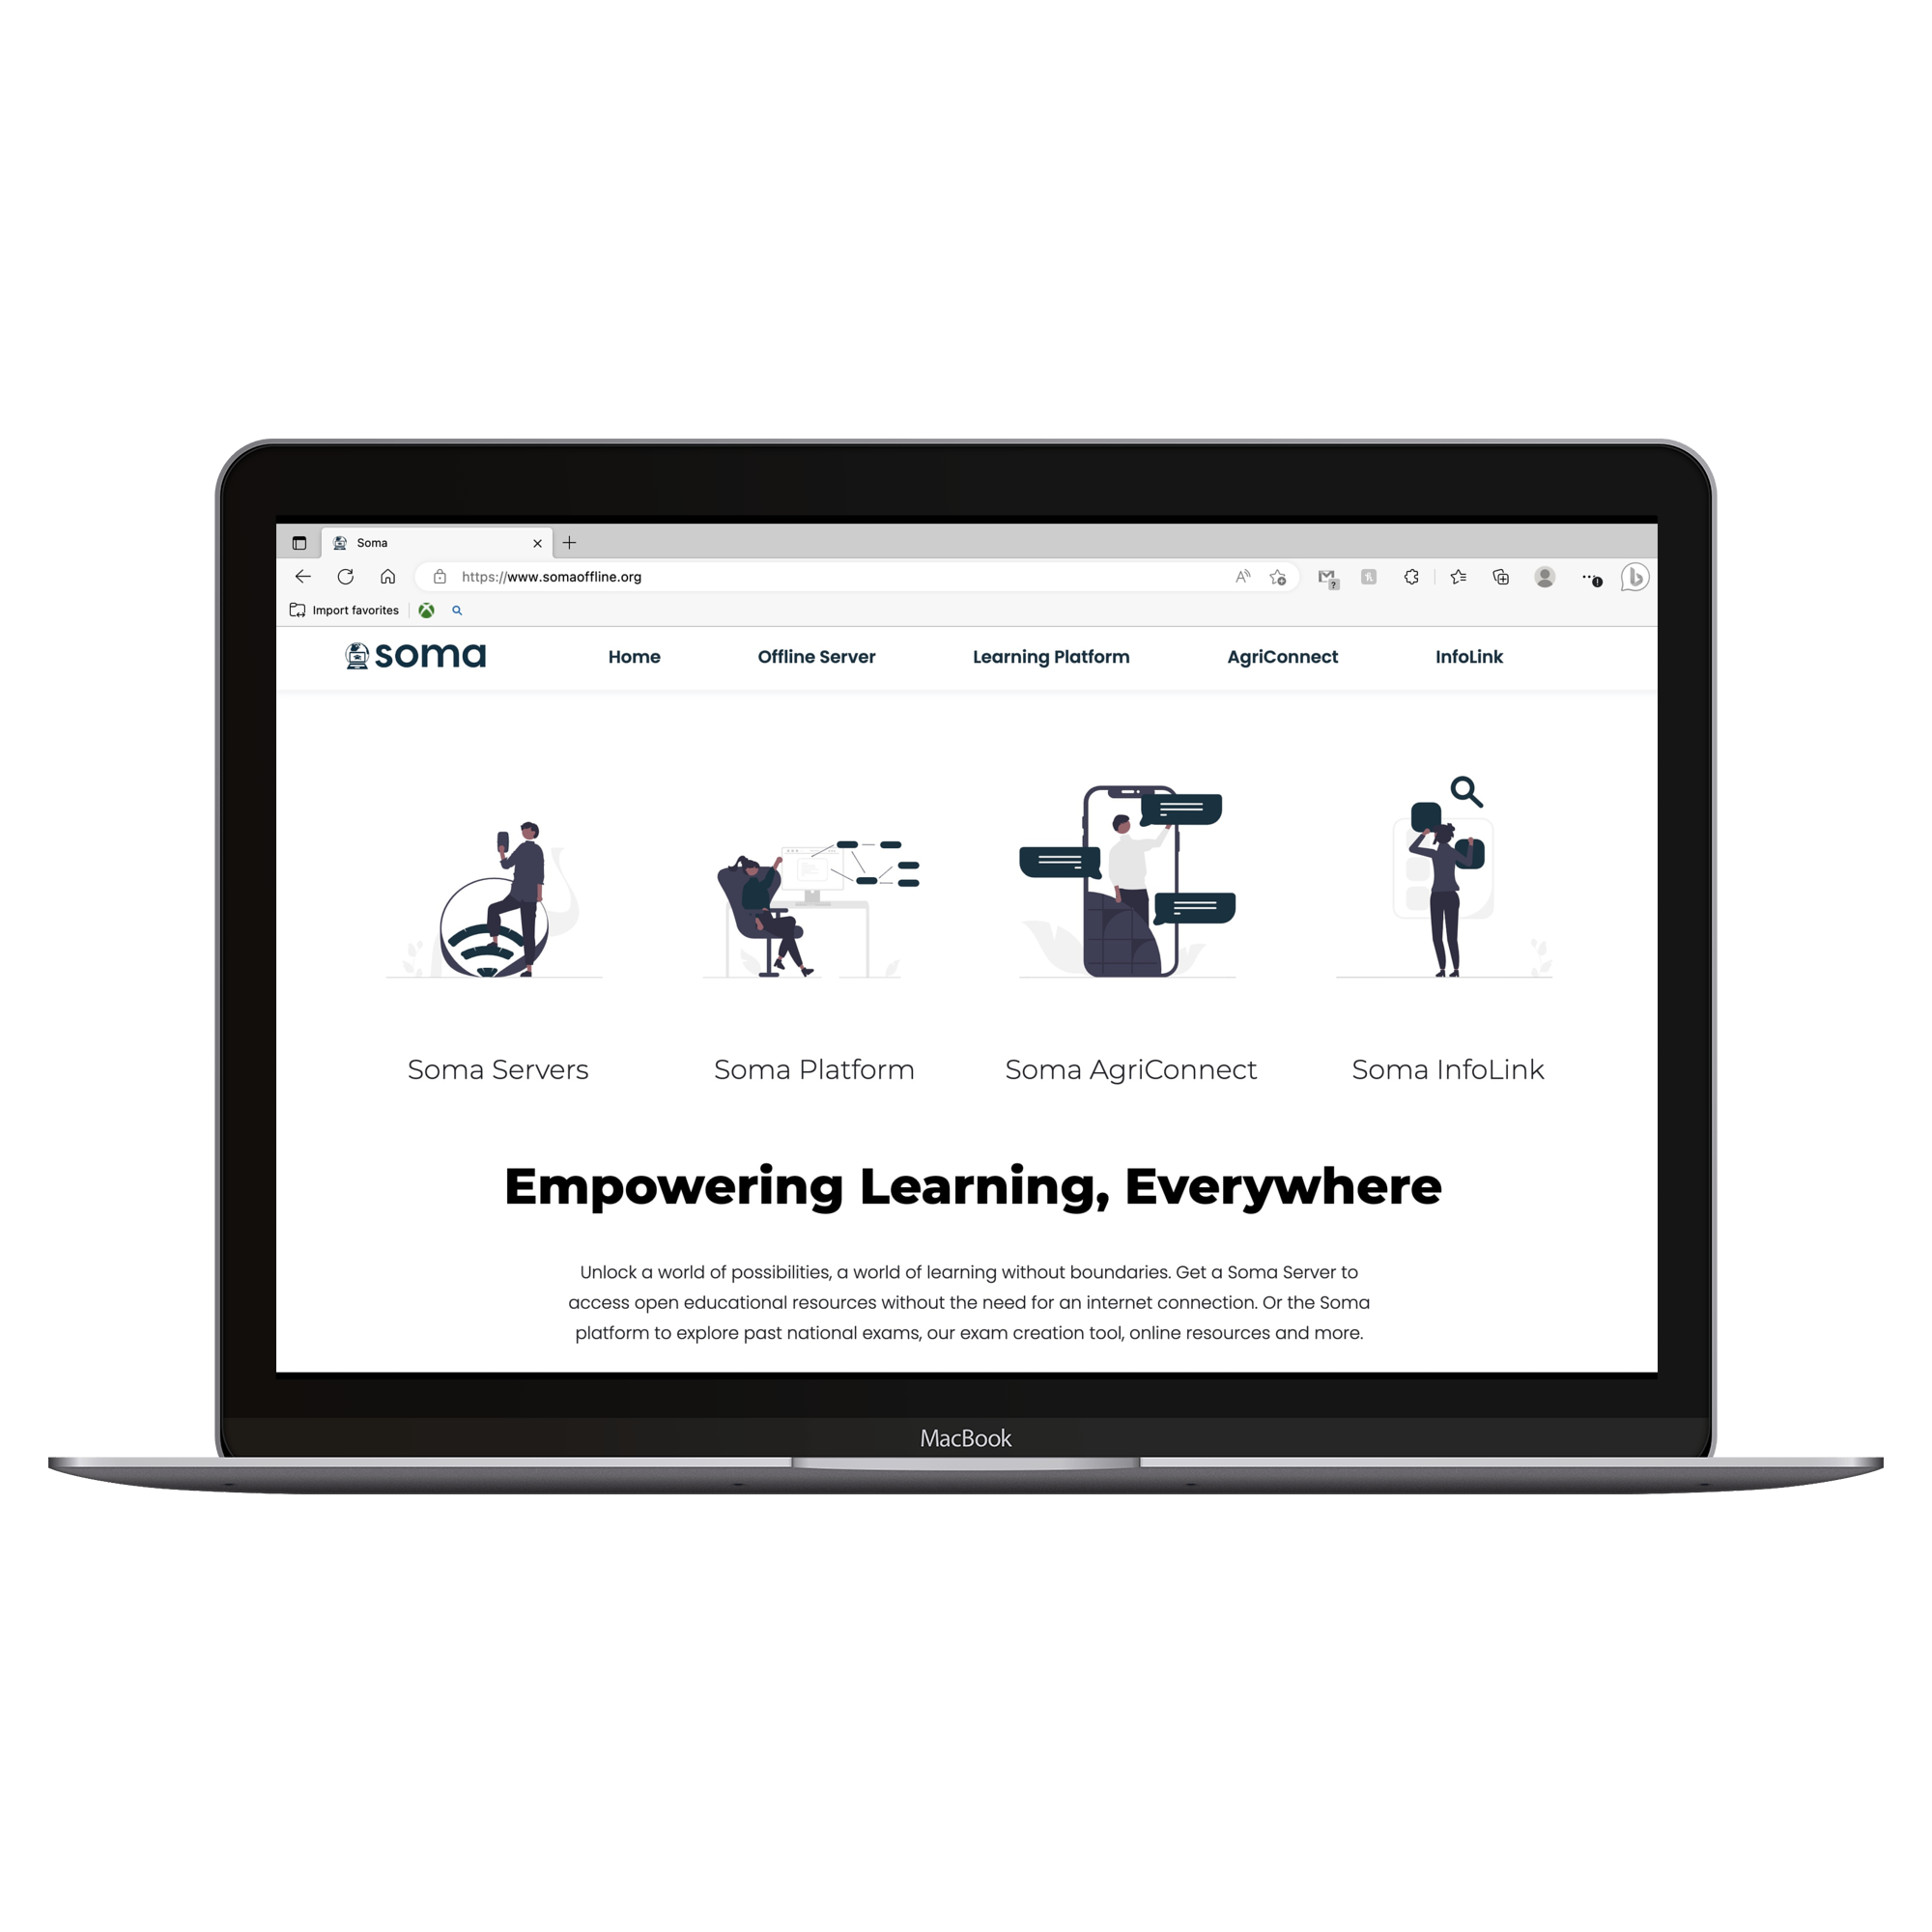 Soma
https://www.somaoffline.org
Import favorites
soma Home Offline Server Learning Platform AgriConnect InfoLink
Soma Servers Soma Platform Soma AgriConnect Soma InfoLink
Empowering Learning, Everywhere
Unlock a world of possibilities, a world of learning without boundaries. Get a Soma Server to
access open educational resources without the need for an internet connection. Or the Soma
platform to explore past national exams, our exam creation tool, online resources and more.
MacBook